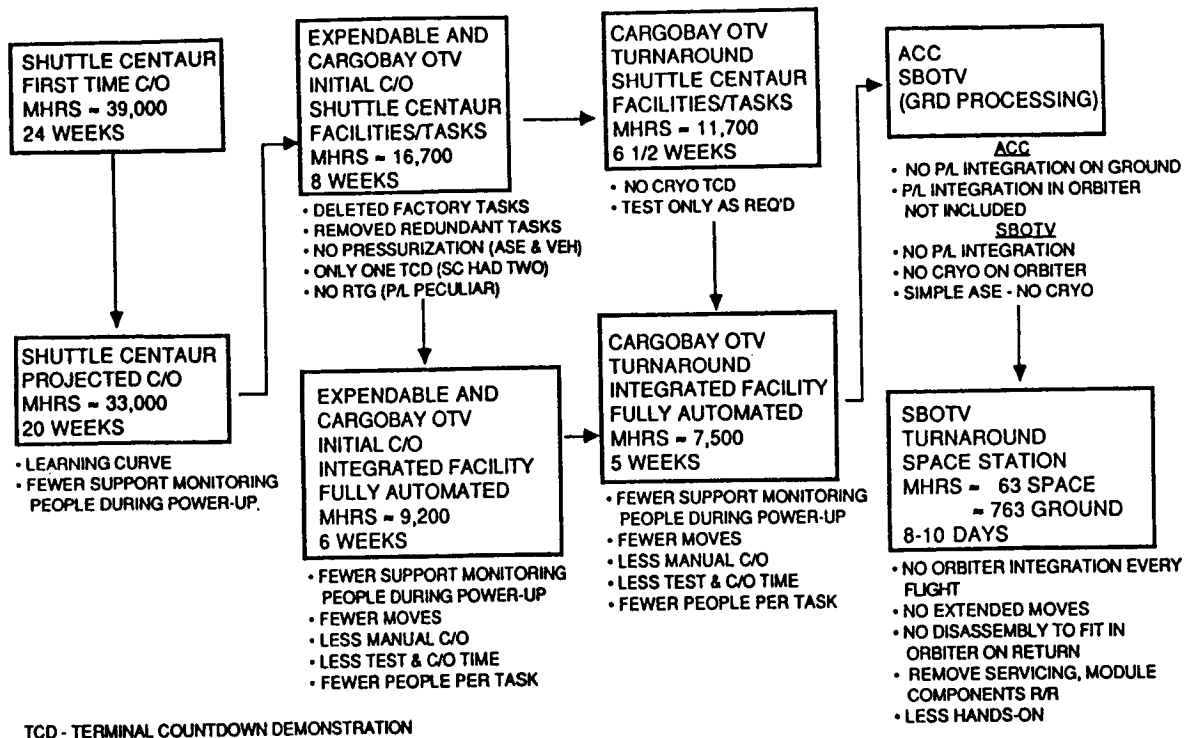 SHUTTLE CENTAUR
FIRST TIME C/O
MHRS ≈ 39,000
24 WEEKS
SHUTTLE CENTAUR
PROJECTED C/O
MHRS ≈ 33,000
20 WEEKS
• LEARNING CURVE
• FEWER SUPPORT MONITORING
PEOPLE DURING POWER-UP.
EXPENDABLE AND
CARGOBAY OTV
INITIAL C/O
SHUTTLE CENTAUR
FACILITIES/TASKS
MHRS ≈ 16,700
8 WEEKS
• DELETED FACTORY TASKS
• REMOVED REDUNDANT TASKS
• NO PRESSURIZATION (ASE & VEH)
• ONLY ONE TCD (SC HAD TWO)
• NO RTG (P/L PECULIAR)
EXPENDABLE AND
CARGOBAY OTV
INITIAL C/O
INTEGRATED FACILITY
FULLY AUTOMATED
MHRS ≈ 9,200
6 WEEKS
• FEWER SUPPORT MONITORING
PEOPLE DURING POWER-UP
• FEWER MOVES
• LESS MANUAL C/O
• LESS TEST & C/O TIME
• FEWER PEOPLE PER TASK
CARGOBAY OTV
TURNAROUND
SHUTTLE CENTAUR
FACILITIES/TASKS
MHRS ≈ 11,700
6 1/2 WEEKS
• NO CRYO TCD
• TEST ONLY AS REQ'D
CARGOBAY OTV
TURNAROUND
INTEGRATED FACILITY
FULLY AUTOMATED
MHRS ≈ 7,500
5 WEEKS
• FEWER SUPPORT MONITORING
PEOPLE DURING POWER-UP
• FEWER MOVES
• LESS MANUAL C/O
• LESS TEST & C/O TIME
• FEWER PEOPLE PER TASK
ACC
SBOTV
(GRD PROCESSING)
ACC
• NO P/L INTEGRATION ON GROUND
• P/L INTEGRATION IN ORBITER
NOT INCLUDED
SBOTV
• NO P/L INTEGRATION
• NO CRYO ON ORBITER
• SIMPLE ASE - NO CRYO
SBOTV
TURNAROUND
SPACE STATION
MHRS ≈ 63 SPACE
≈ 763 GROUND
8-10 DAYS
• NO ORBITER INTEGRATION EVERY
FLIGHT
• NO EXTENDED MOVES
• NO DISASSEMBLY TO FIT IN
ORBITER ON RETURN
• REMOVE SERVICING, MODULE
COMPONENTS R/R
• LESS HANDS-ON
TCD - TERMINAL COUNTDOWN DEMONSTRATION